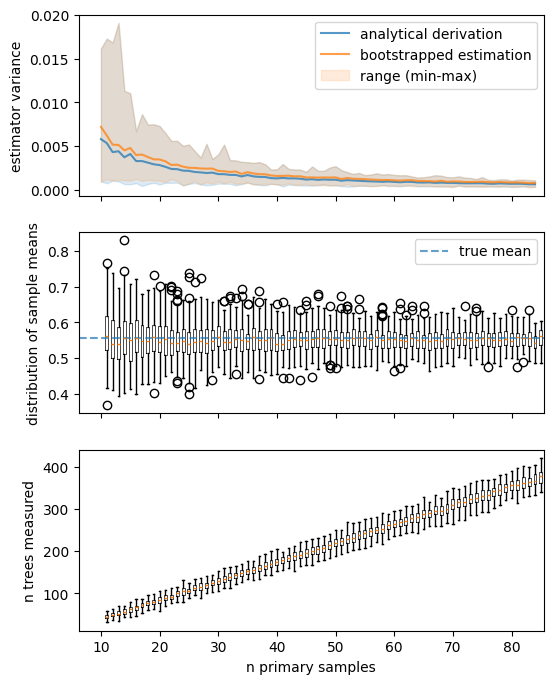 0.020
0.015
0.010
0.005
0.000
estimator variance
analytical derivation
bootstrapped estimation
range (min-max)
0.8
0.7
0.6
0.5
0.4
distribution of sample means
true mean
400
300
200
100
n trees measured
10 20 30 40 50 60 70 80
n primary samples